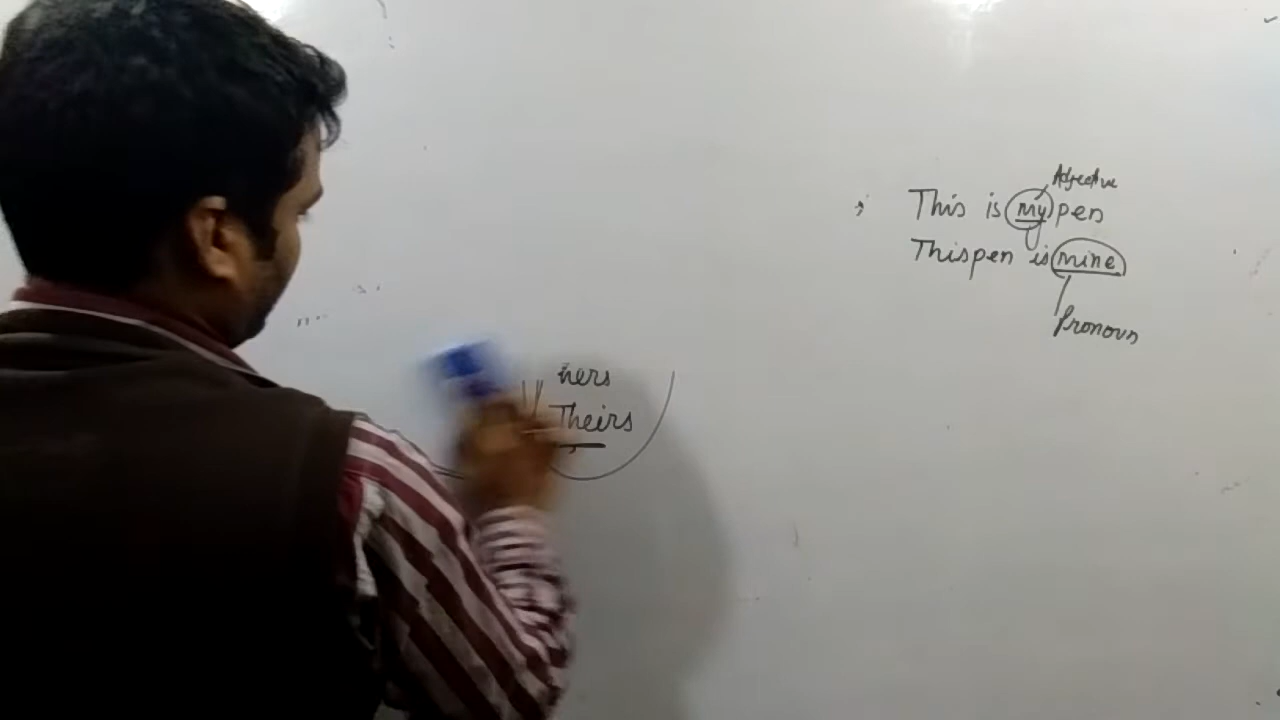 Adjective
This is my pen
This pen is mine
Pronoun
hers
Theirs